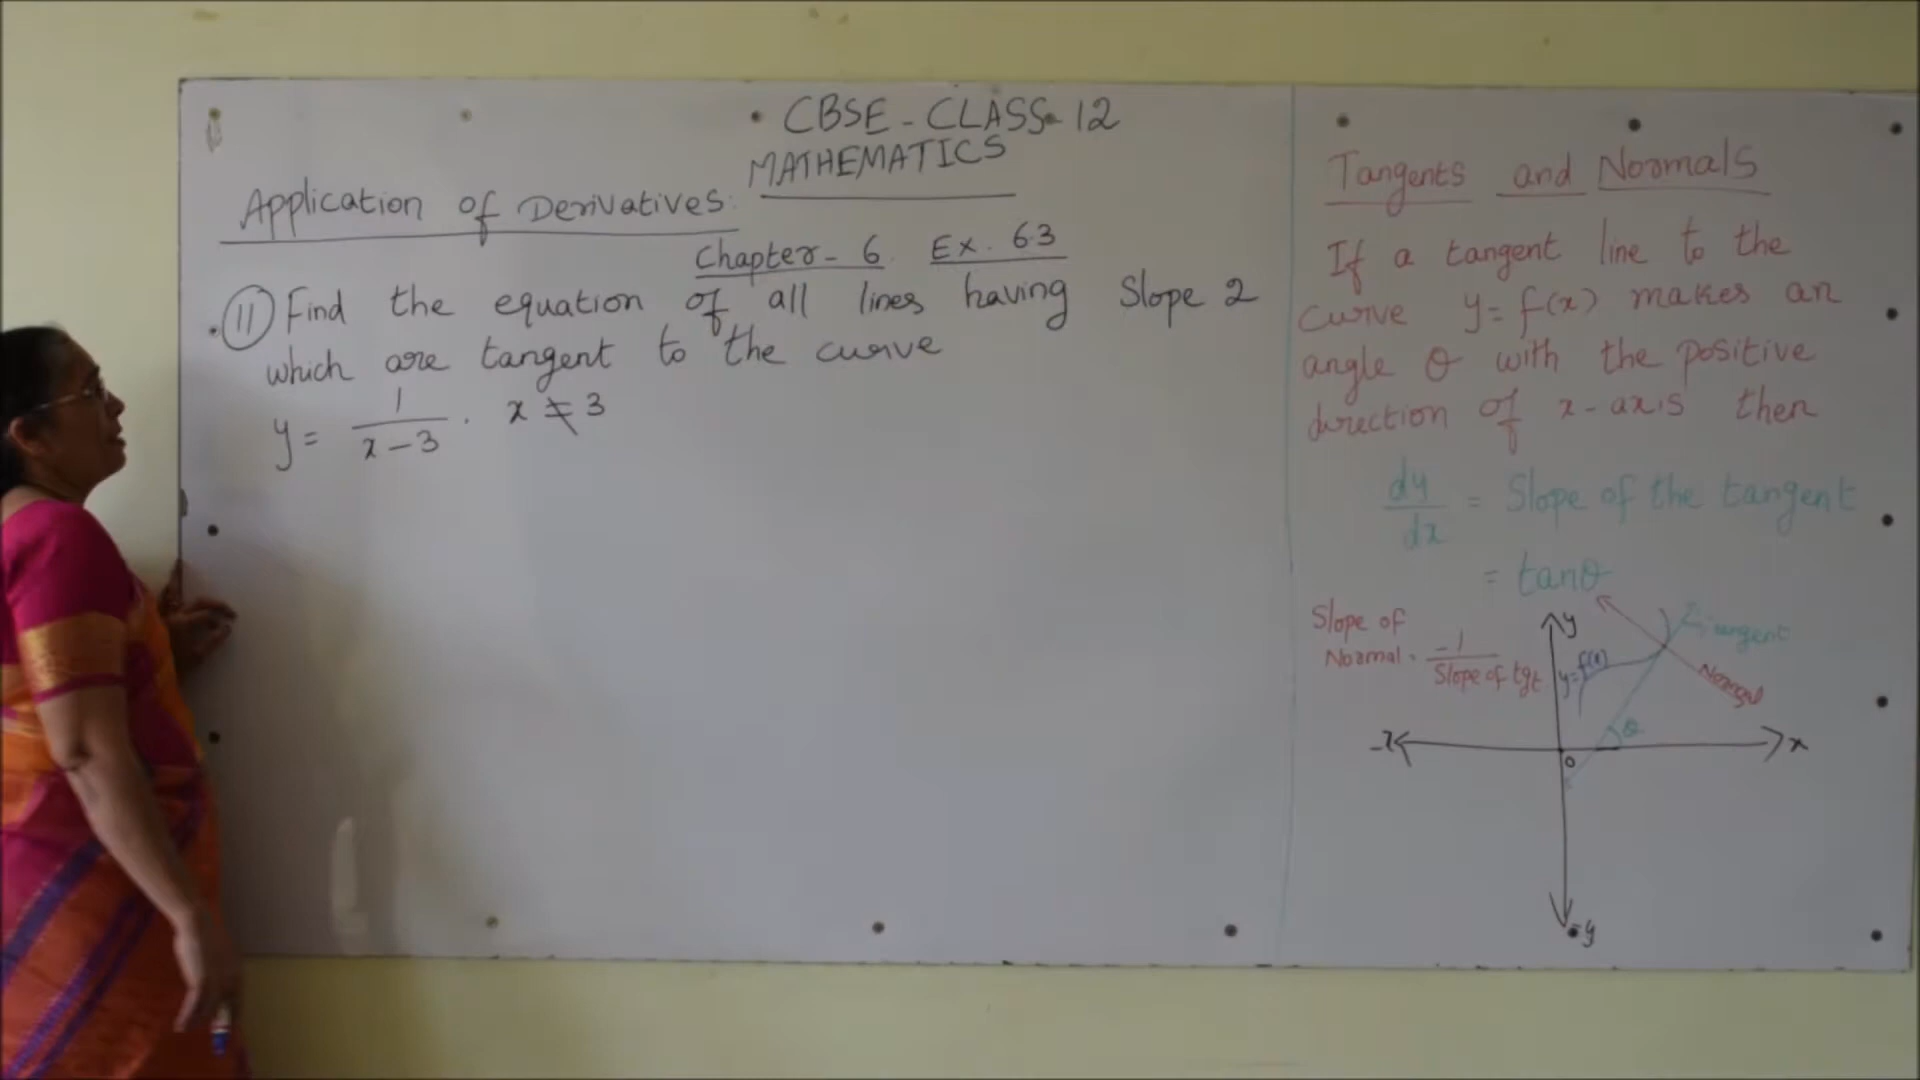 CBSE - CLASS - 12
MATHEMATICS
Application of Derivatives:
Chapter - 6 Ex. 6.3
(11) Find the equation of all lines having Slope 2
which are tangent to the curve
y = 1/(x-3) . x ≠ 3
Tangents and Normals
If a tangent line to the
curve y = f(x) makes an
angle θ with the positive
direction of x-axis then
dy/dx = Slope of the tangent
= tanθ
Slope of
Normal = -1/Slope of tgt
y
tangent
y=f(x)
Normal
θ
-x
x
o
-y